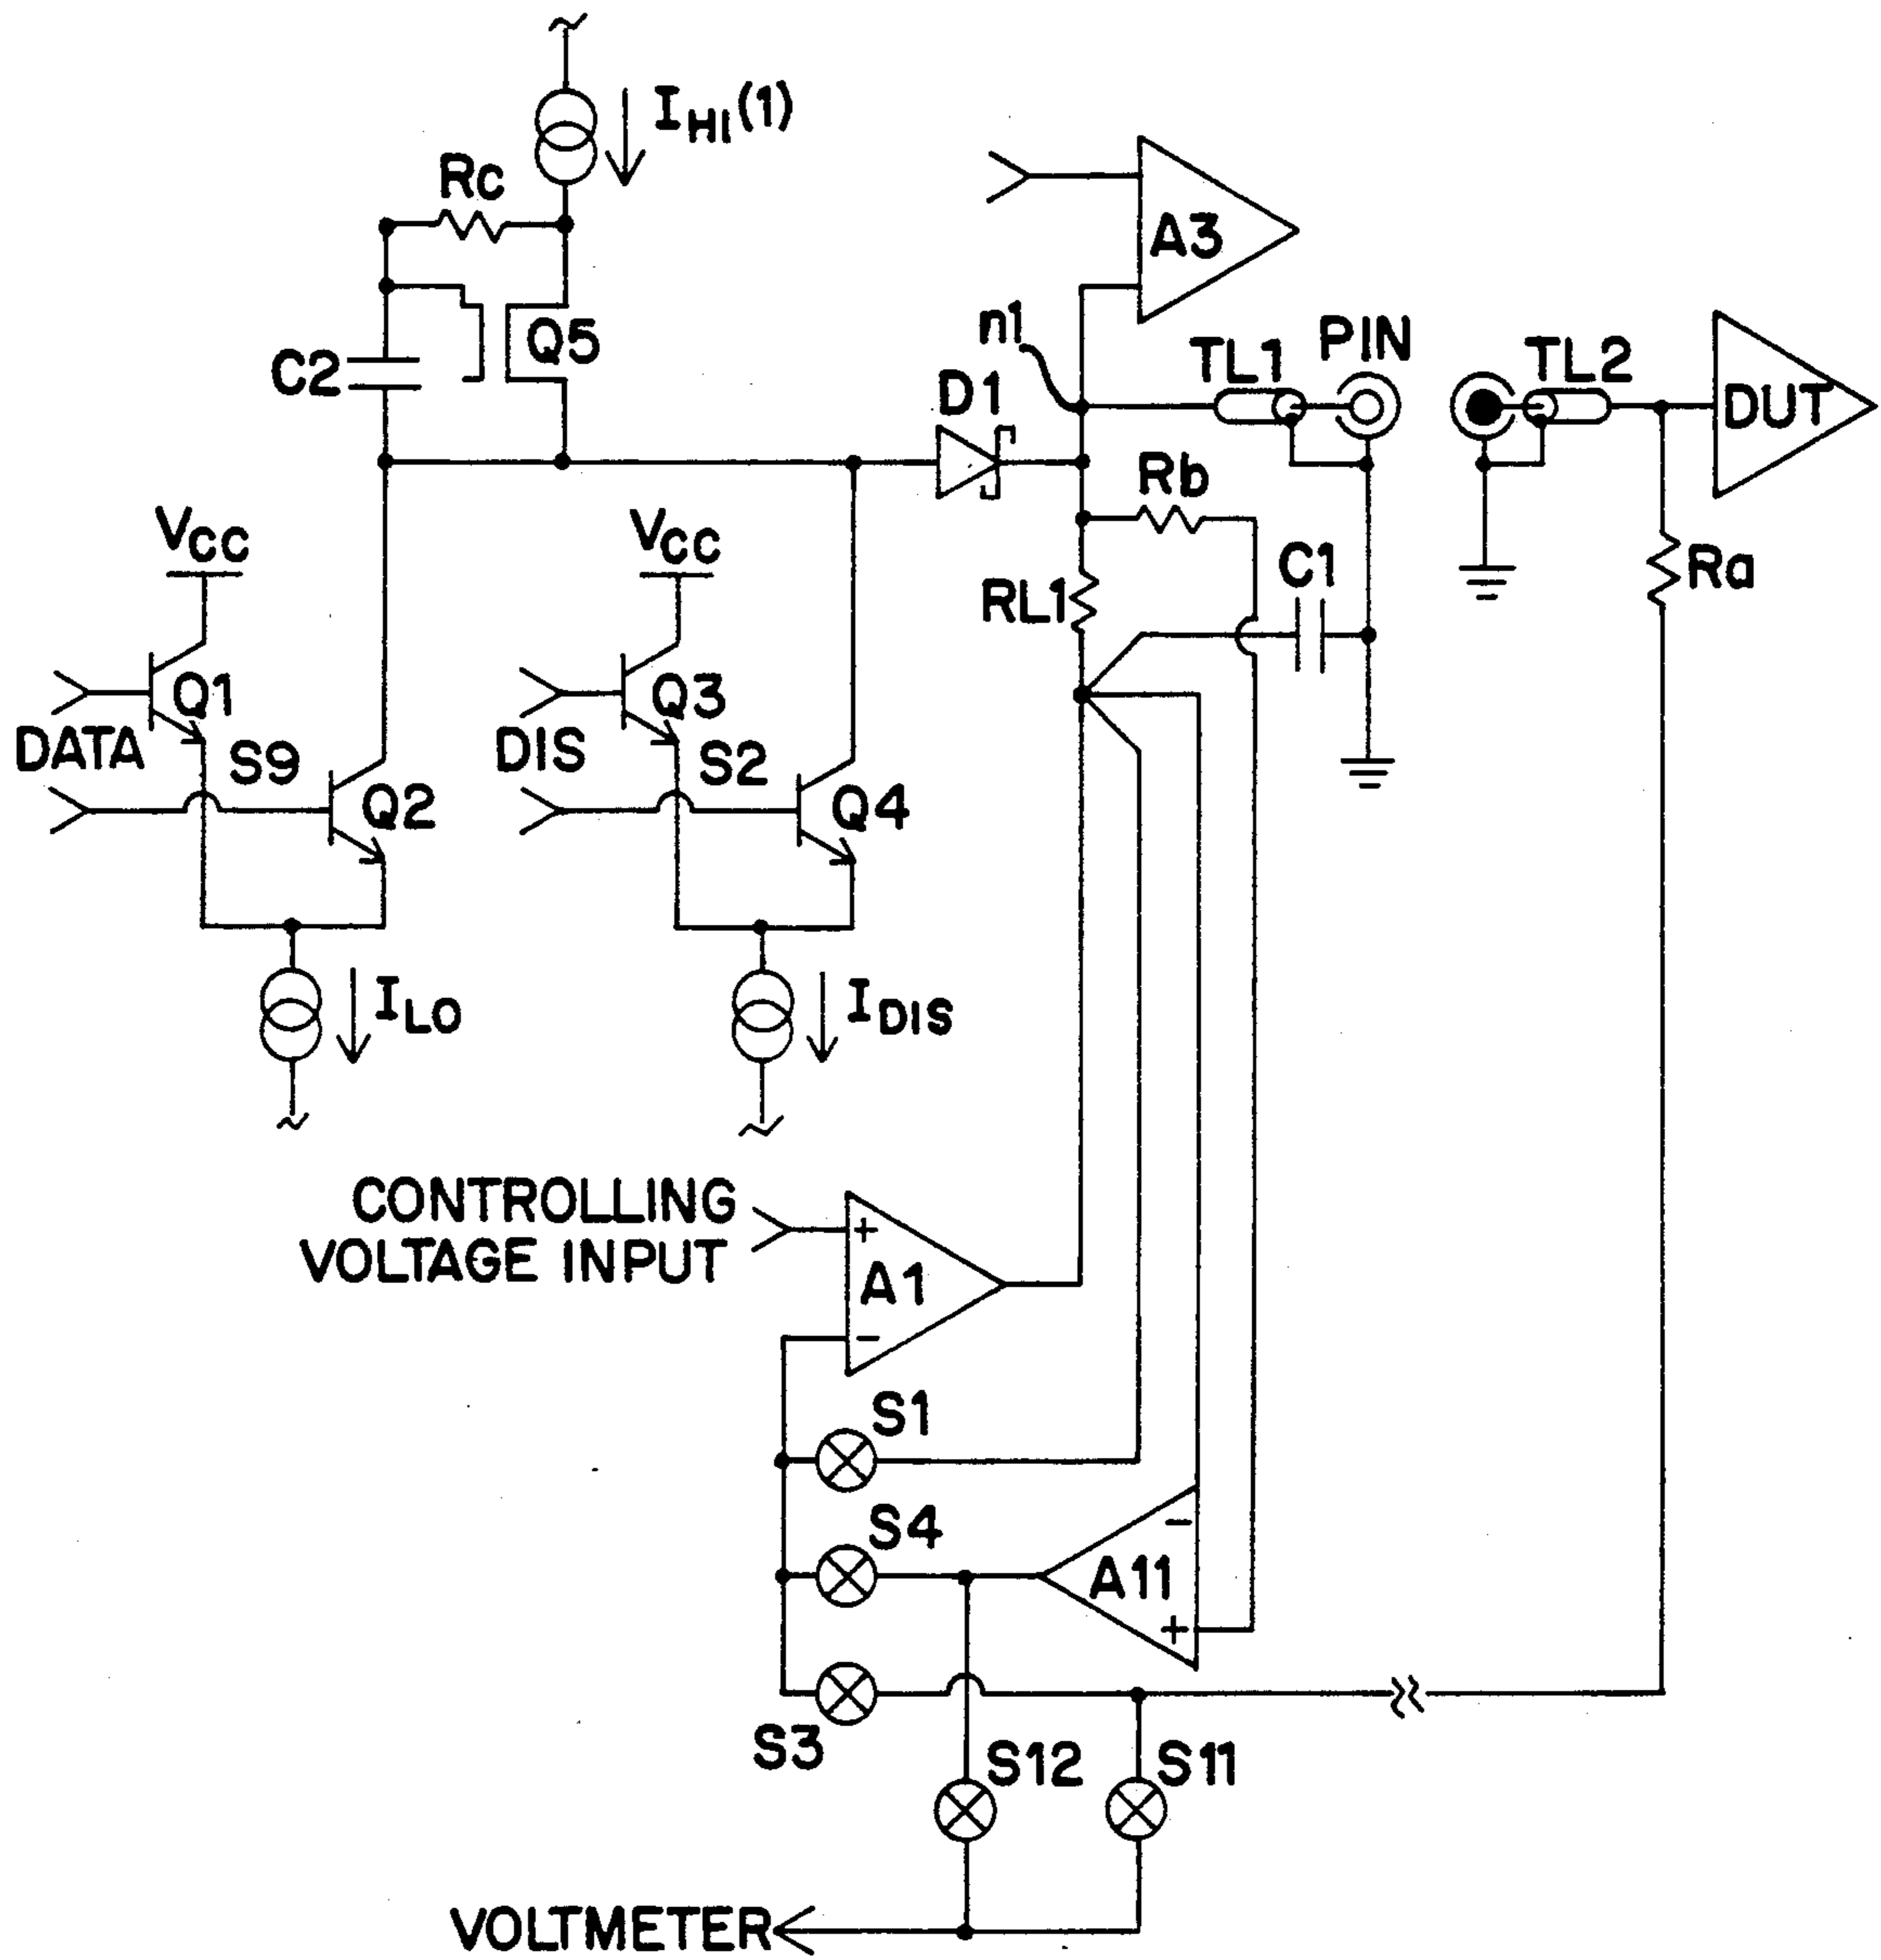 I_HI(1)
Rc
A3
n1
PIN
TL1
TL2
Q5
C2
D1
DUT
Rb
VCC
VCC
C1
Ra
RL1
Q1
Q3
DATA
S9
DIS
S2
Q2
Q4
ILO
IDIS
CONTROLLING
VOLTAGE INPUT
+
A1
-
S1
S4
-
A11
+
S3
S12
S11
VOLTMETER